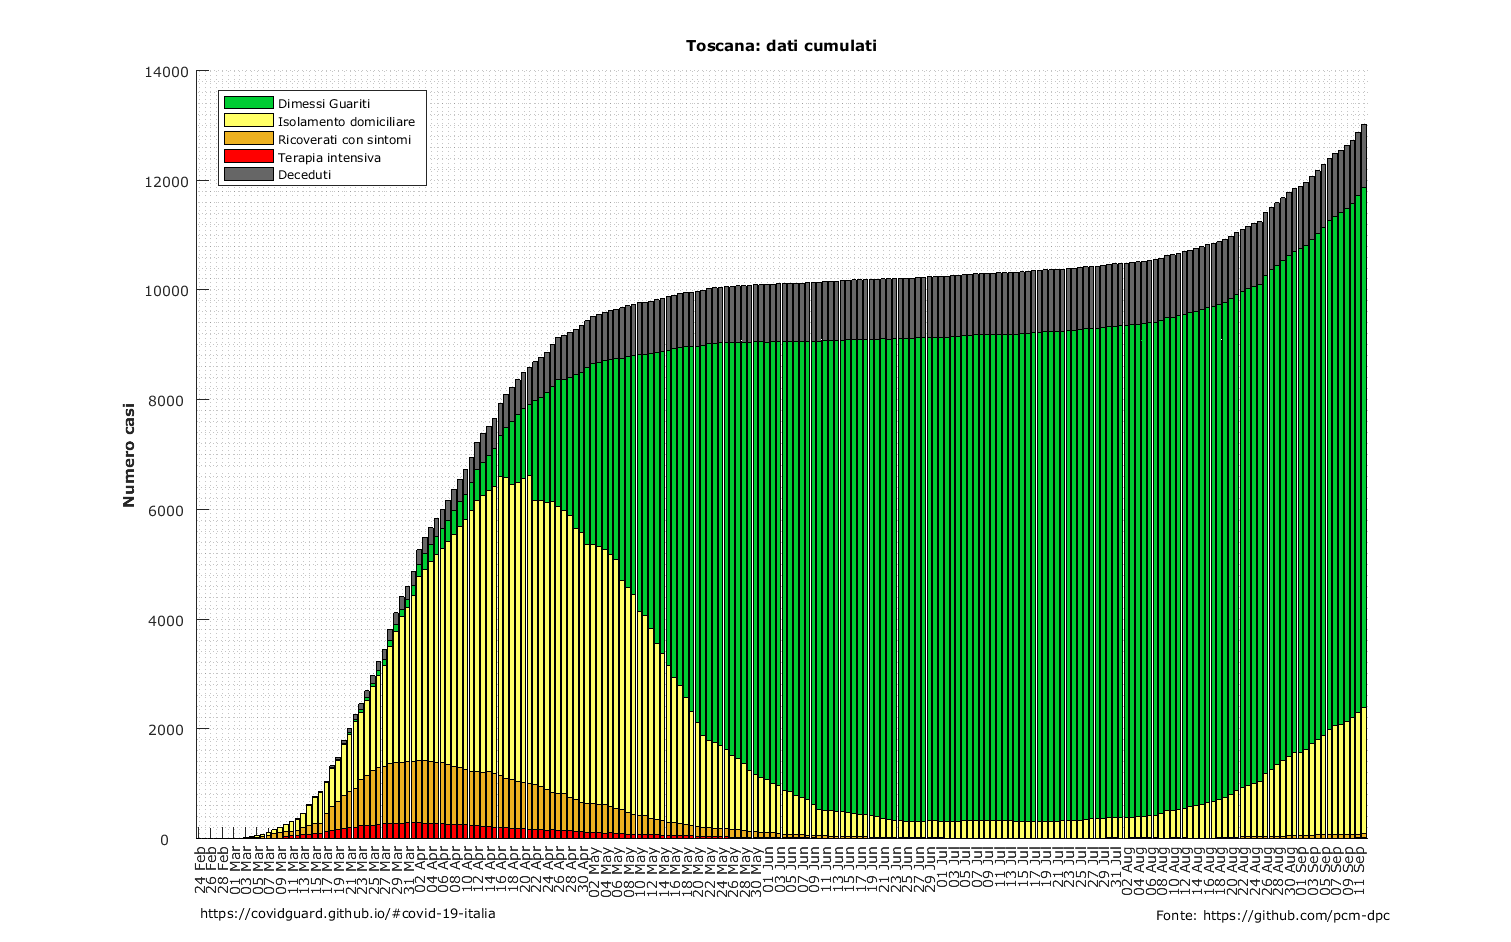 Toscana: dati cumulati
14000
12000
10000
8000
6000
4000
2000
0
Numero casi
Dimessi Guariti
Isolamento domiciliare
Ricoverati con sintomi
Terapia intensiva
Deceduti
24 Feb
26 Feb
28 Feb
01 Mar
03 Mar
05 Mar
07 Mar
09 Mar
11 Mar
13 Mar
15 Mar
17 Mar
19 Mar
21 Mar
23 Mar
25 Mar
27 Mar
29 Mar
31 Mar
02 Apr
04 Apr
06 Apr
08 Apr
10 Apr
12 Apr
14 Apr
16 Apr
18 Apr
20 Apr
22 Apr
24 Apr
26 Apr
28 Apr
30 Apr
02 May
04 May
06 May
08 May
10 May
12 May
14 May
16 May
18 May
20 May
22 May
24 May
26 May
28 May
30 May
01 Jun
03 Jun
05 Jun
07 Jun
09 Jun
11 Jun
13 Jun
15 Jun
17 Jun
19 Jun
21 Jun
23 Jun
25 Jun
27 Jun
29 Jun
01 Jul
03 Jul
05 Jul
07 Jul
09 Jul
11 Jul
13 Jul
15 Jul
17 Jul
19 Jul
21 Jul
23 Jul
25 Jul
27 Jul
29 Jul
31 Jul
02 Aug
04 Aug
06 Aug
08 Aug
10 Aug
12 Aug
14 Aug
16 Aug
18 Aug
20 Aug
22 Aug
24 Aug
26 Aug
28 Aug
30 Aug
01 Sep
03 Sep
05 Sep
07 Sep
09 Sep
11 Sep
https://covidguard.github.io/#covid-19-italia
Fonte: https://github.com/pcm-dpc